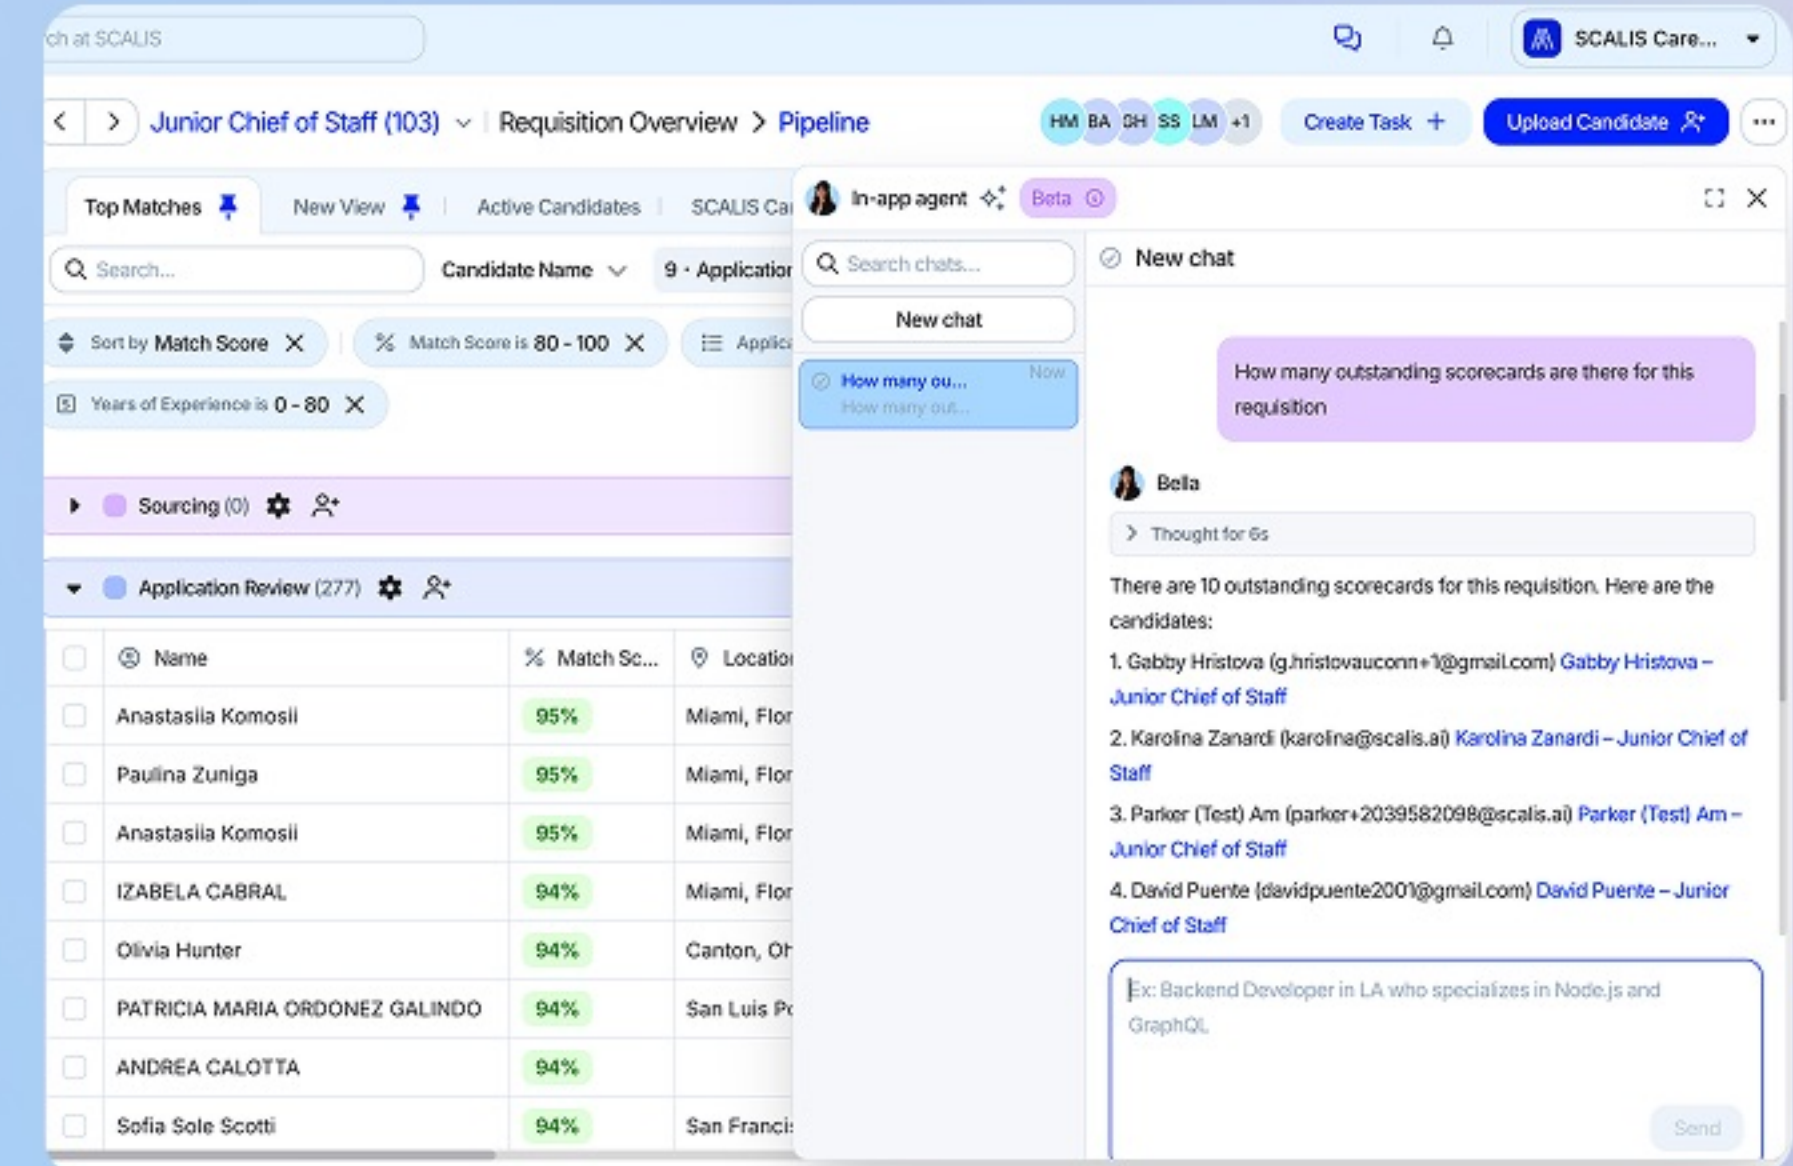 ch at SCALIS
SCALIS Care...
Junior Chief of Staff (103)
Requisition Overview > Pipeline
HM BA GH SS LM +1
Create Task +
Upload Candidate
Top Matches
New View
Active Candidates
SCALIS Ca
Search...
Candidate Name
9 · Application
Sort by Match Score
Match Score is 80 - 100
Applic
Years of Experience is 0 - 80
Sourcing (0)
Application Review (277)
Name
Match Sc...
Location
Anastasiia Komosii
95%
Miami, Flor
Paulina Zuniga
95%
Miami, Flor
Anastasiia Komosii
95%
Miami, Flor
IZABELA CABRAL
94%
Miami, Flor
Olivia Hunter
94%
Canton, Oh
PATRICIA MARIA ORDONEZ GALINDO
94%
San Luis Po
ANDREA CALOTTA
94%
Sofia Sole Scotti
94%
San Francis
In-app agent
Beta
Search chats...
New chat
How many ou...
Now
How many out...
New chat
How many outstanding scorecards are there for this
requisition
Bella
Thought for 6s
There are 10 outstanding scorecards for this requisition. Here are the
candidates:
1. Gabby Hristova (g.hristovauconn+1@gmail.com) Gabby Hristova –
Junior Chief of Staff
2. Karolina Zanardi (karolina@scalis.ai) Karolina Zanardi – Junior Chief of
Staff
3. Parker (Test) Am (parker+2039582098@scalis.ai) Parker (Test) Am –
Junior Chief of Staff
4. David Puente (davidpuente2001@gmail.com) David Puente – Junior
Chief of Staff
Ex: Backend Developer in LA who specializes in Node.js and
GraphQL
Send